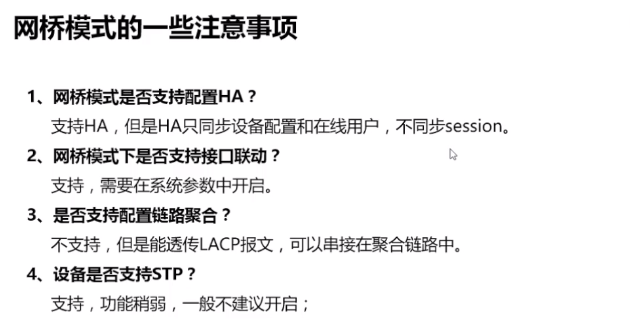 网桥模式的一些注意事项
1、网桥模式是否支持配置HA？
支持HA，但是HA只同步设备配置和在线用户，不同步session。
2、网桥模式下是否支持接口联动？
支持，需要在系统参数中开启。
3、是否支持配置链路聚合？
不支持，但是能透传LACP报文，可以串接在聚合链路中。
4、设备是否支持STP？
支持，功能稍弱，一般不建议开启；